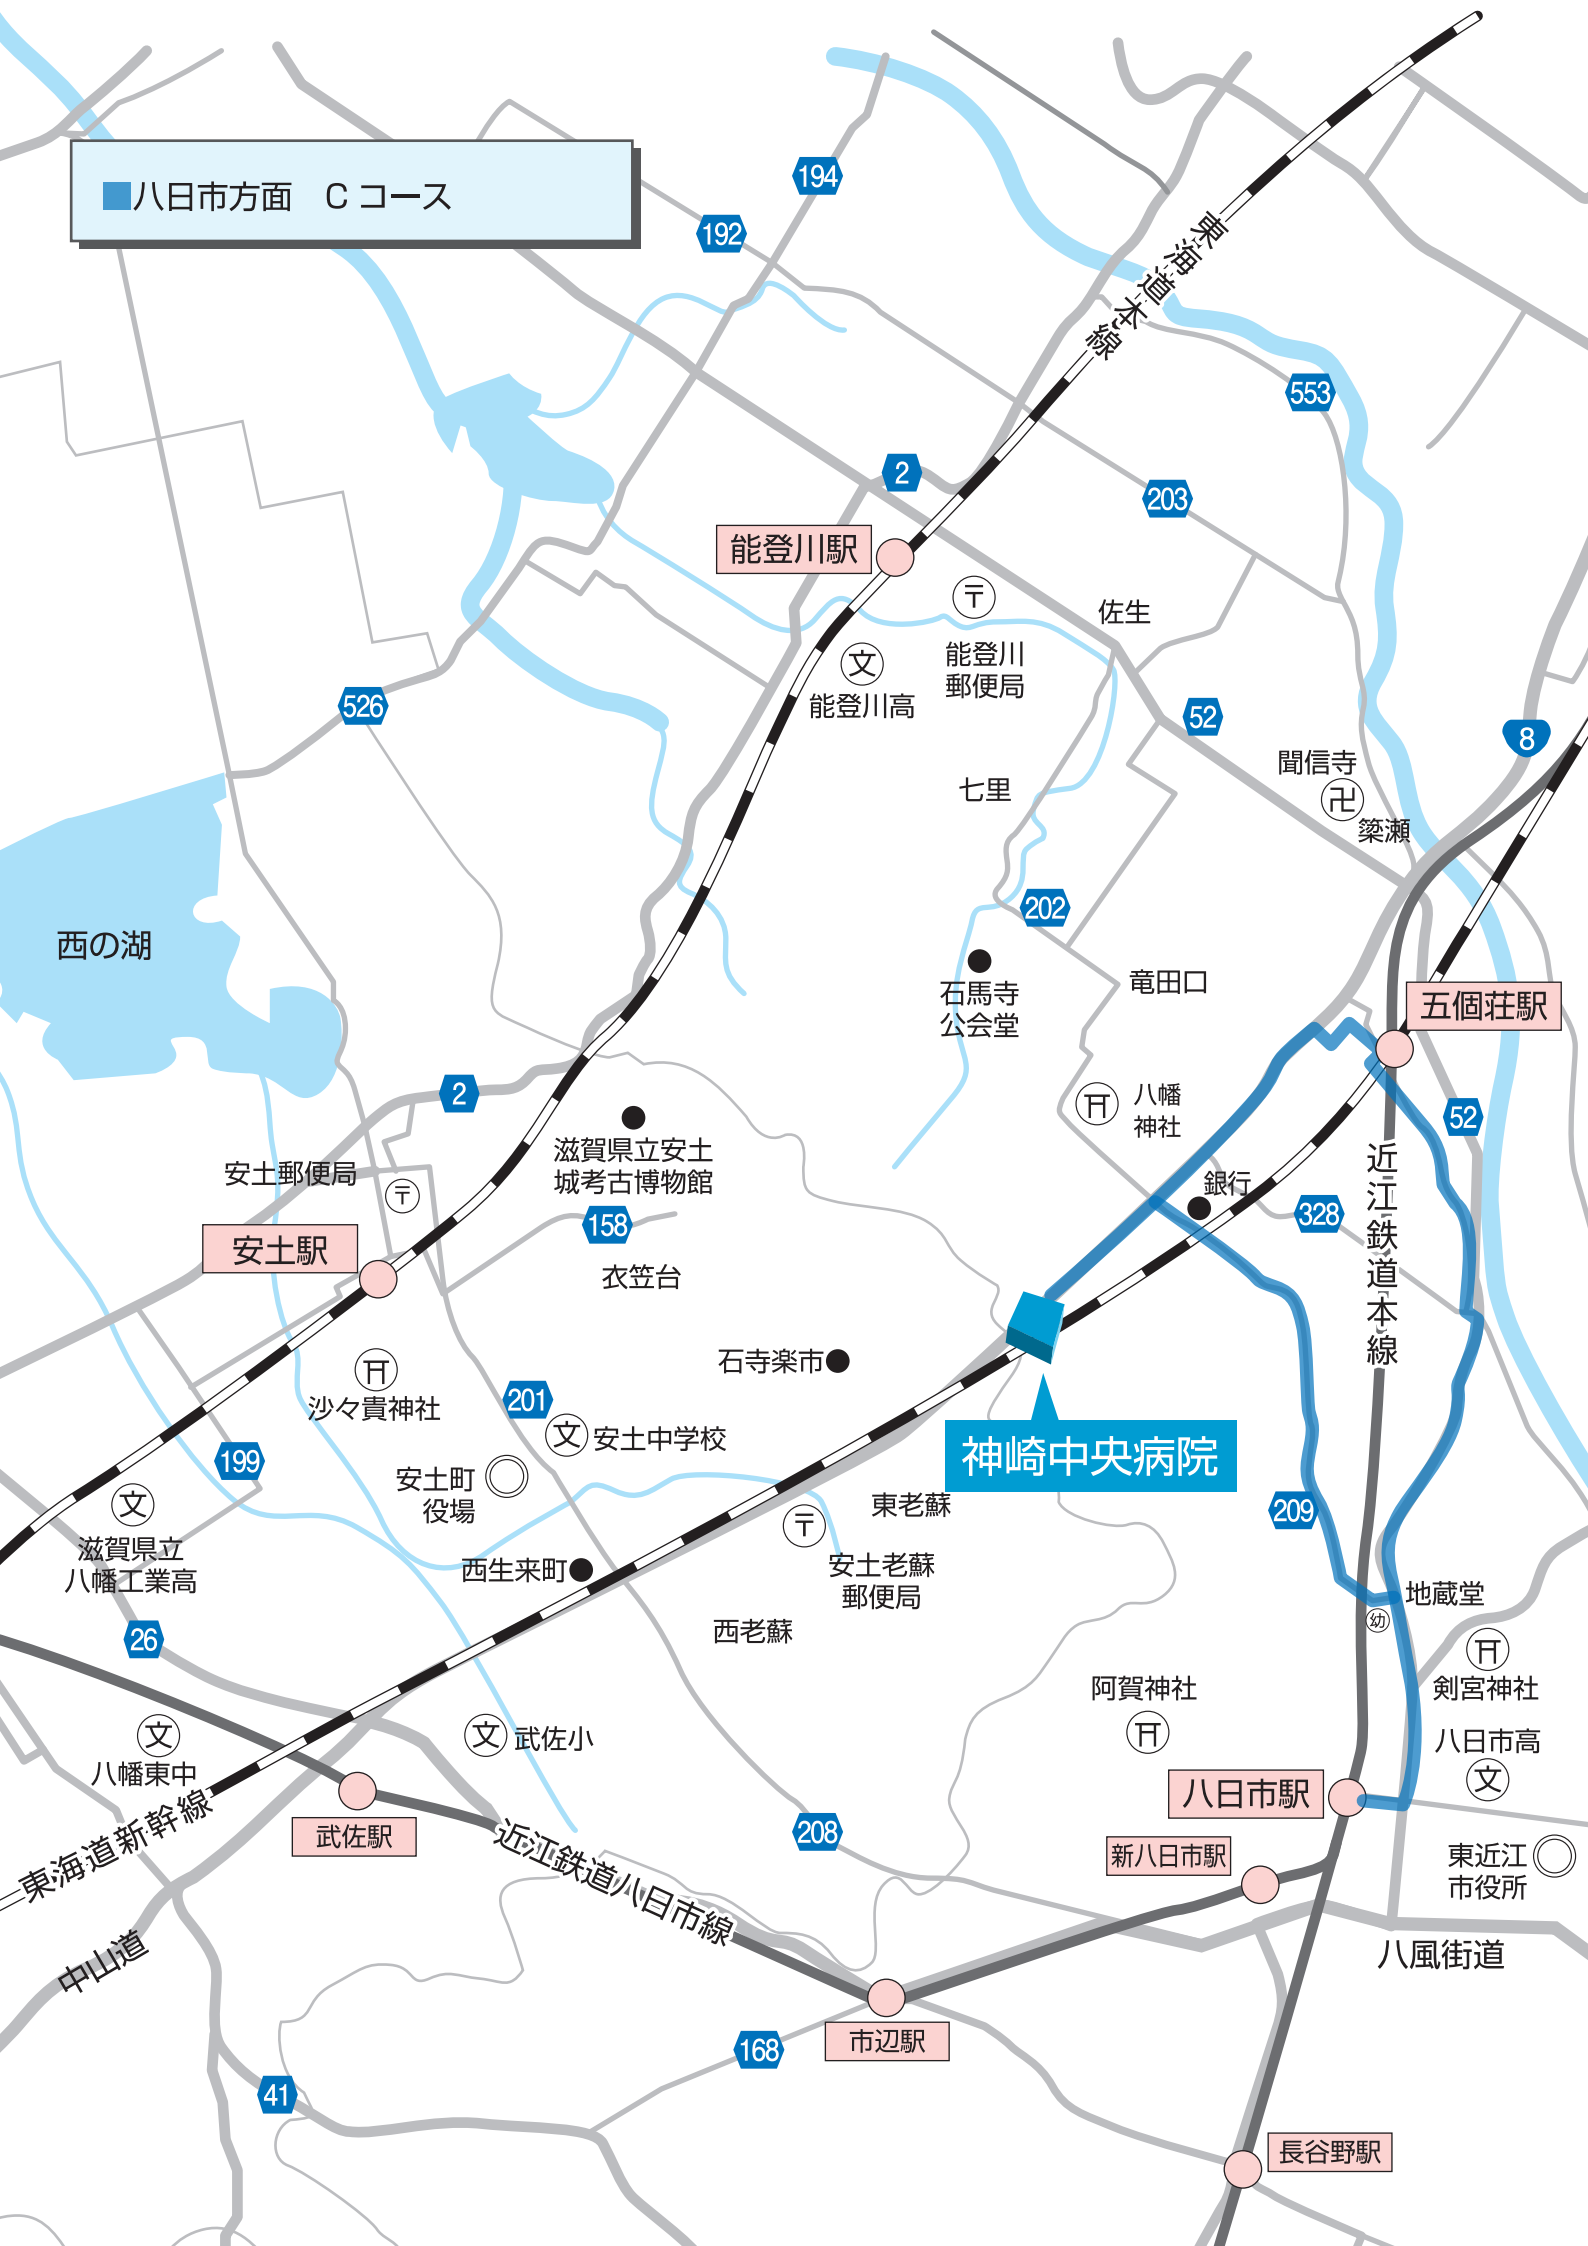 八日市方面　C コース
194
192
東海道本線
553
2
203
能登川駅
〒
佐生
文
能登川
郵便局
能登川高
526
52
8
聞信寺
卍
簗瀬
七里
202
西の湖
石馬寺
公会堂
竜田口
五個荘駅
2
八幡
神社
52
滋賀県立安土
城考古博物館
安土郵便局
〒
近江鉄道本線
銀行
158
328
安土駅
衣笠台
石寺楽市
沙々貴神社
201
文
安土中学校
神崎中央病院
199
安土町
役場
文
滋賀県立
八幡工業高
東老蘇
〒
209
西生来町
安土老蘇
郵便局
地蔵堂
幼
26
西老蘇
剣宮神社
阿賀神社
文
八幡東中
文
武佐小
八日市高
文
八日市駅
東海道新幹線
武佐駅
近江鉄道八日市線
208
新八日市駅
東近江
市役所
中山道
八風街道
168
市辺駅
41
長谷野駅